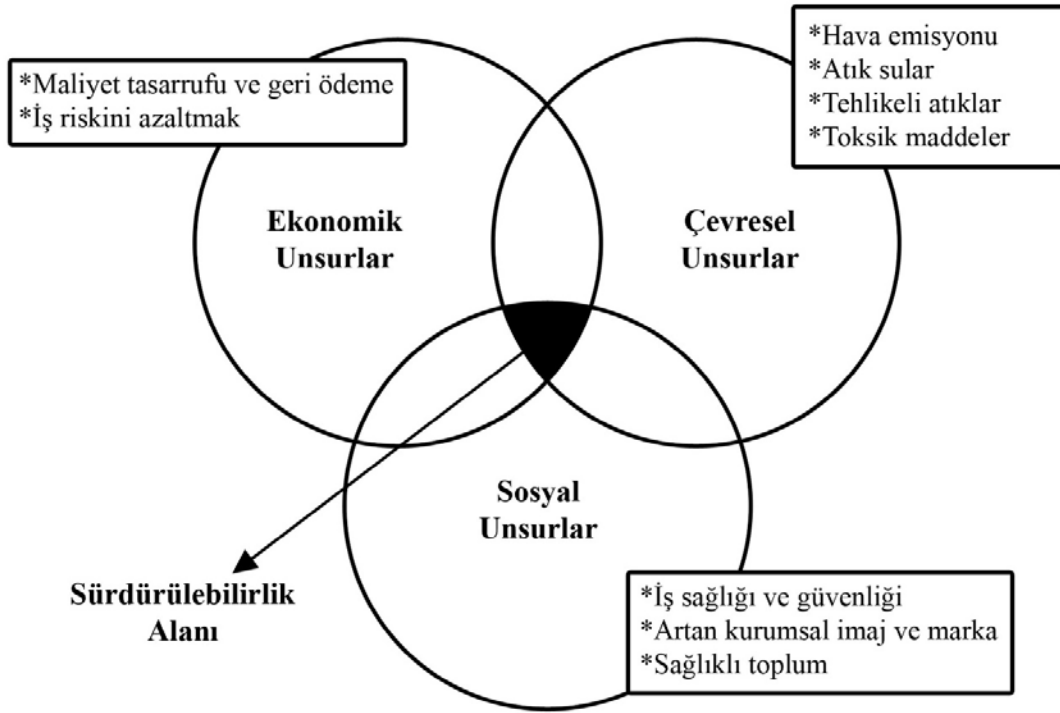 *Maliyet tasarrufu ve geri ödeme
*İş riskini azaltmak
*Hava emisyonu
*Atık sular
*Tehlikeli atıklar
*Toksik maddeler
Ekonomik
Unsurlar
Çevresel
Unsurlar
Sosyal
Unsurlar
Sürdürülebilirlik
Alanı
*İş sağlığı ve güvenliği
*Artan kurumsal imaj ve marka
*Sağlıklı toplum